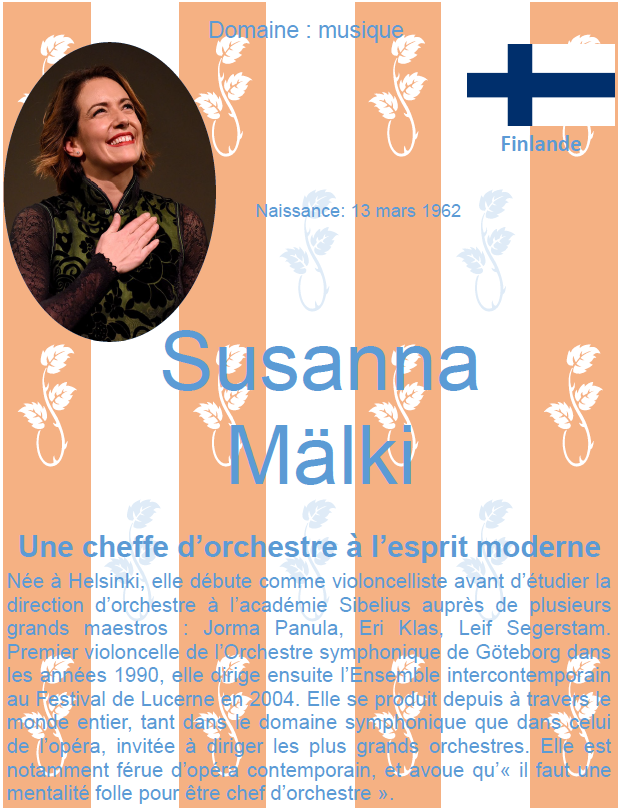 Domaine : musique
Finlande
Naissance: 13 mars 1962
Susanna
Mälki
Une cheffe d’orchestre à l’esprit moderne
Née à Helsinki, elle débute comme violoncelliste avant d’étudier la
direction d’orchestre à l’académie Sibelius auprès de plusieurs
grands maestros : Jorma Panula, Eri Klas, Leif Segerstam.
Premier violoncelle de l’Orchestre symphonique de Göteborg dans
les années 1990, elle dirige ensuite l’Ensemble intercontemporain
au Festival de Lucerne en 2004. Elle se produit depuis à travers le
monde entier, tant dans le domaine symphonique que dans celui
de l’opéra, invitée à diriger les plus grands orchestres. Elle est
notamment férue d’opéra contemporain, et avoue qu’« il faut une
mentalité folle pour être chef d’orchestre ».